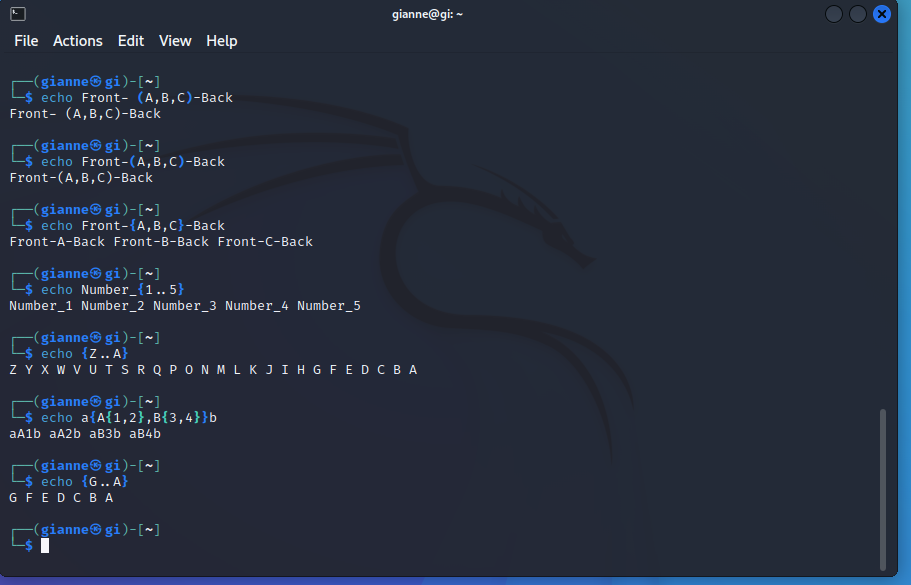 gianne@gi: ~
File Actions Edit View Help
┌──(gianne㉿gi)-[~]
└─$ echo Front- (A,B,C)-Back
Front- (A,B,C)-Back
┌──(gianne㉿gi)-[~]
└─$ echo Front-(A,B,C)-Back
Front-(A,B,C)-Back
┌──(gianne㉿gi)-[~]
└─$ echo Front-{A,B,C}-Back
Front-A-Back Front-B-Back Front-C-Back
┌──(gianne㉿gi)-[~]
└─$ echo Number_{1..5}
Number_1 Number_2 Number_3 Number_4 Number_5
┌──(gianne㉿gi)-[~]
└─$ echo {Z..A}
Z Y X W V U T S R Q P O N M L K J I H G F E D C B A
┌──(gianne㉿gi)-[~]
└─$ echo a{A{1,2},B{3,4}}b
aA1b aA2b aB3b aB4b
┌──(gianne㉿gi)-[~]
└─$ echo {G..A}
G F E D C B A
┌──(gianne㉿gi)-[~]
└─$